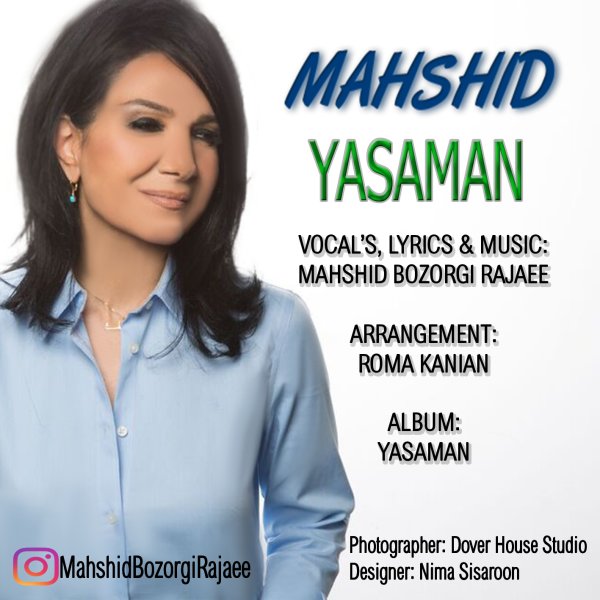 MAHSHID
YASAMAN
VOCAL'S, LYRICS & MUSIC:
MAHSHID BOZORGI RAJAEE
ARRANGEMENT:
ROMA KANIAN
ALBUM:
YASAMAN
Photographer: Dover House Studio
Designer: Nima Sisaroon
MahshidBozorgiRajaee